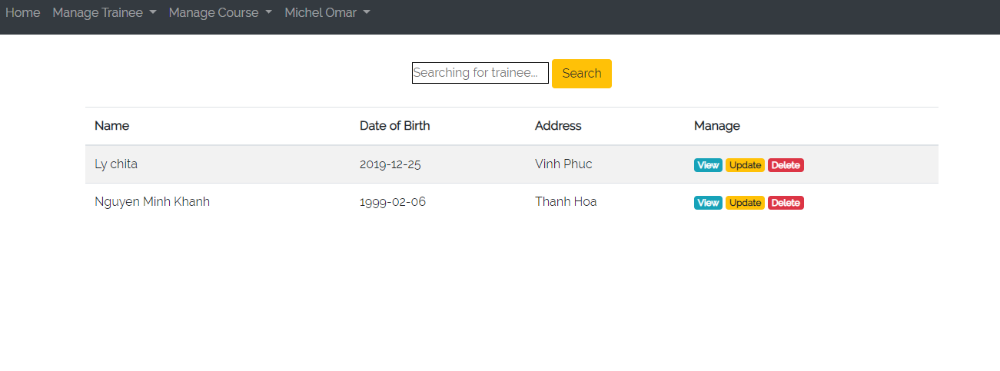 Home Manage Trainee Manage Course Michel Omar
Searching for trainee... Search
Name Date of Birth Address Manage
Ly chita 2019-12-25 Vinh Phuc View Update Delete
Nguyen Minh Khanh 1999-02-06 Thanh Hoa View Update Delete